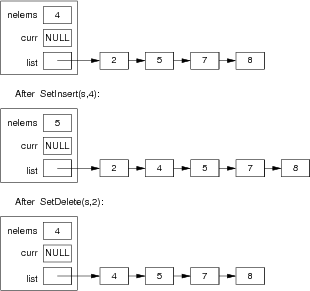 nelems 4
curr NULL
list 2 5 7 8
After SetInsert(s,4):
nelems 5
curr NULL
list 2 4 5 7 8
After SetDelete(s,2):
nelems 4
curr NULL
list 4 5 7 8